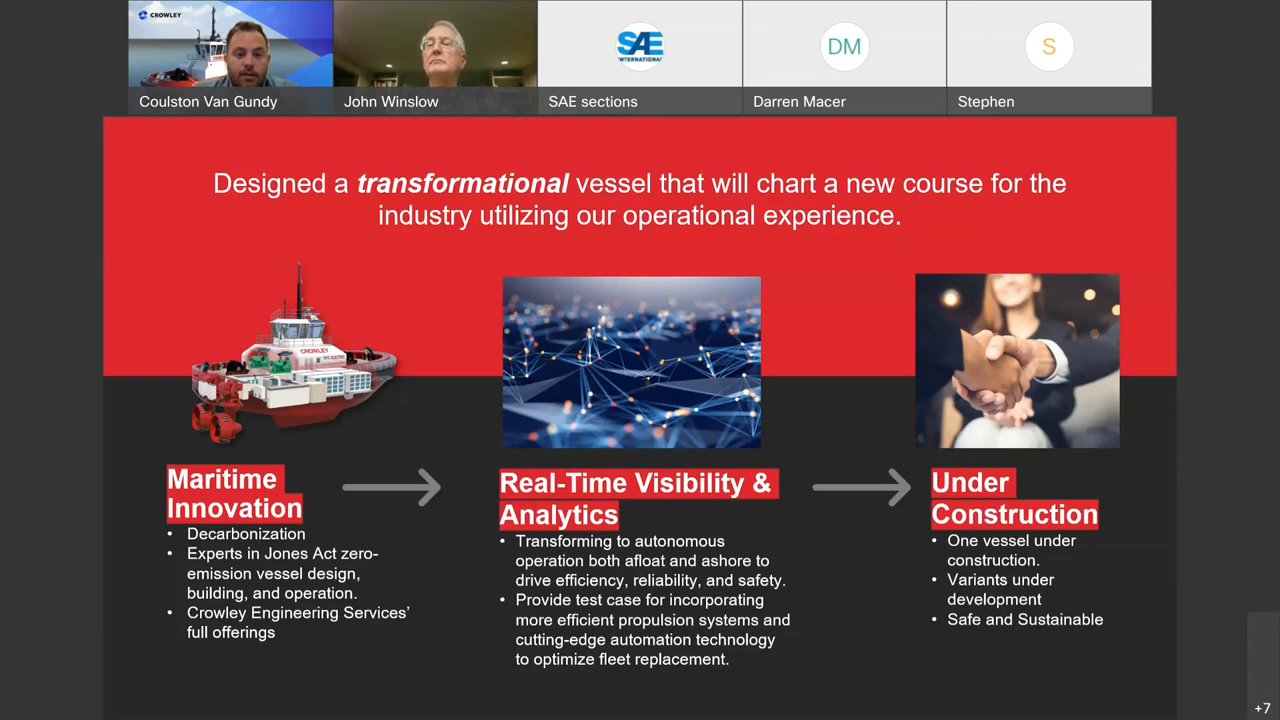 CROWLEY
SAE
INTERNATIONAL
DM
S
Coulston Van Gundy
John Winslow
SAE sections
Darren Macer
Stephen
Designed a transformational vessel that will chart a new course for the
industry utilizing our operational experience.
CROWLEY
Maritime
Innovation
• Decarbonization
• Experts in Jones Act zero-
emission vessel design,
building, and operation.
• Crowley Engineering Services’
full offerings
Real-Time Visibility &
Analytics
• Transforming to autonomous
operation both afloat and ashore to
drive efficiency, reliability, and safety.
• Provide test case for incorporating
more efficient propulsion systems and
cutting-edge automation technology
to optimize fleet replacement.
Under
Construction
• One vessel under
construction.
• Variants under
development
• Safe and Sustainable
+7